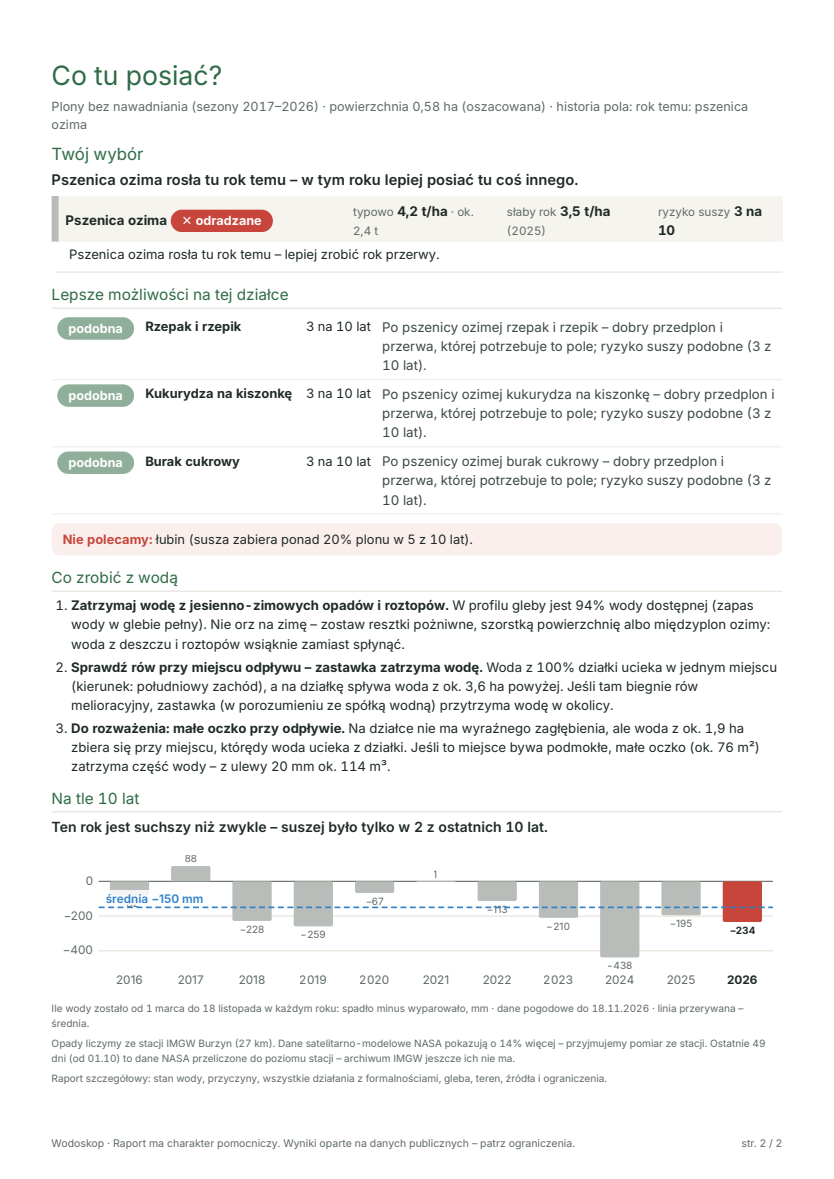 Co tu posiać?
Plony bez nawadniania (sezony 2017–2026) · powierzchnia 0,58 ha (oszacowana) · historia pola: rok temu: pszenica
ozima
Twój wybór
Pszenica ozima rosła tu rok temu – w tym roku lepiej posiać tu coś innego.
Pszenica ozima × odradzane typowo 4,2 t/ha · ok. słaby rok 3,5 t/ha ryzyko suszy 3 na
2,4 t (2025) 10
Pszenica ozima rosła tu rok temu – lepiej zrobić rok przerwy.
Lepsze możliwości na tej działce
podobna Rzepak i rzepik 3 na 10 lat Po pszenicy ozimej rzepak i rzepik – dobry przedplon i
przerwa, której potrzebuje to pole; ryzyko suszy podobne (3 z
10 lat).
podobna Kukurydza na kiszonkę 3 na 10 lat Po pszenicy ozimej kukurydza na kiszonkę – dobry przedplon i
przerwa, której potrzebuje to pole; ryzyko suszy podobne (3 z
10 lat).
podobna Burak cukrowy 3 na 10 lat Po pszenicy ozimej burak cukrowy – dobry przedplon i
przerwa, której potrzebuje to pole; ryzyko suszy podobne (3 z
10 lat).
Nie polecamy: łubin (susza zabiera ponad 20% plonu w 5 z 10 lat).
Co zrobić z wodą
1. Zatrzymaj wodę z jesienno-zimowych opadów i roztopów. W profilu gleby jest 94% wody dostępnej (zapas
wody w glebie pełny). Nie orz na zimę – zostaw resztki pożniwne, szorstką powierzchnię albo międzyplon ozimy:
woda z deszczu i roztopów wsiąknie zamiast spłynąć.
2. Sprawdź rów przy miejscu odpływu – zastawka zatrzyma wodę. Woda z 100% działki ucieka w jednym miejscu
(kierunek: południowy zachód), a na działkę spływa woda z ok. 3,6 ha powyżej. Jeśli tam biegnie rów
melioracyjny, zastawka (w porozumieniu ze spółką wodną) przytrzyma wodę w okolicy.
3. Do rozważenia: małe oczko przy odpływie. Na działce nie ma wyraźnego zagłębienia, ale woda z ok. 1,9 ha
zbiera się przy miejscu, którędy woda ucieka z działki. Jeśli to miejsce bywa podmokłe, małe oczko (ok. 76 m²)
zatrzyma część wody – z ulewy 20 mm ok. 114 m³.
Na tle 10 lat
Ten rok jest suchszy niż zwykle – suszej było tylko w 2 z ostatnich 10 lat.
88
0 1
średnia −150 mm −67
−200 −113
−228 −259 −210 −195 −234
−400
−438
2016 2017 2018 2019 2020 2021 2022 2023 2024 2025 2026
Ile wody zostało od 1 marca do 18 listopada w każdym roku: spadło minus wyparowało, mm · dane pogodowe do 18.11.2026 · linia przerywana –
średnia.
Opady liczymy ze stacji IMGW Burzyn (27 km). Dane satelitarno-modelowe NASA pokazują o 14% więcej – przyjmujemy pomiar ze stacji. Ostatnie 49
dni (od 01.10) to dane NASA przeliczone do poziomu stacji – archiwum IMGW jeszcze ich nie ma.
Raport szczegółowy: stan wody, przyczyny, wszystkie działania z formalnościami, gleba, teren, źródła i ograniczenia.
Wodoskop · Raport ma charakter pomocniczy. Wyniki oparte na danych publicznych – patrz ograniczenia. str. 2 / 2